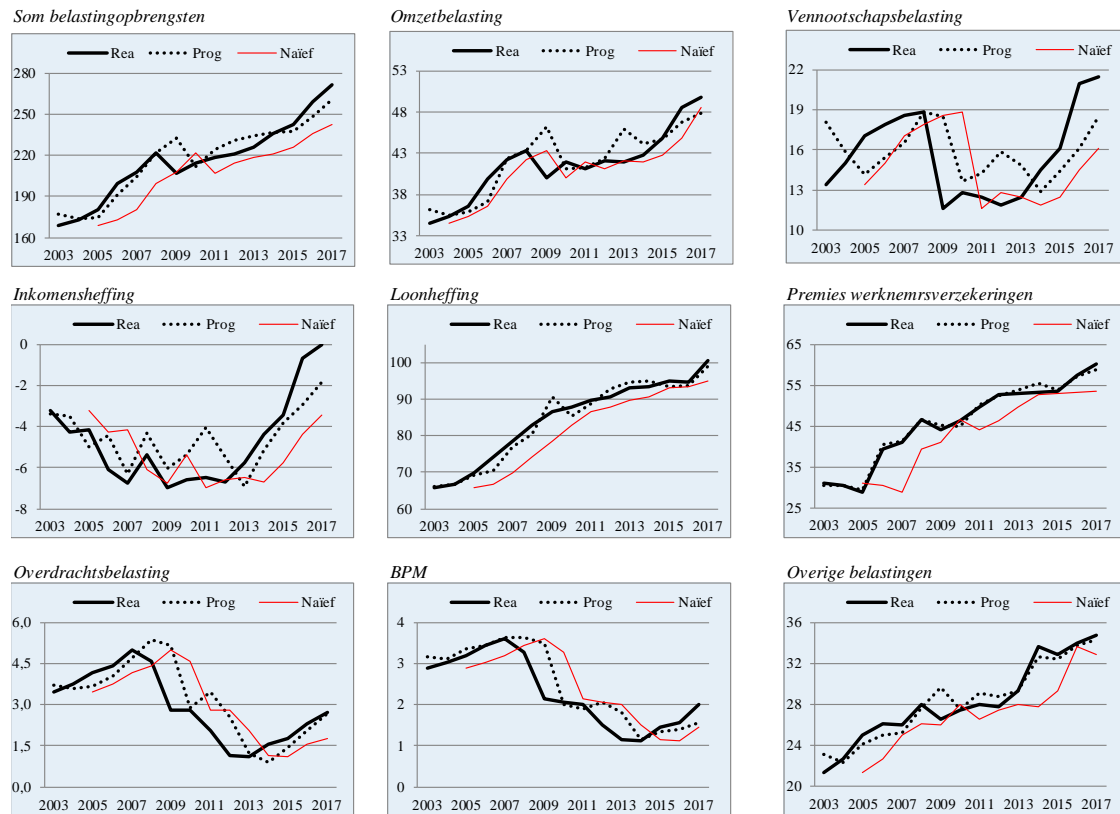 Som belastingopbrengsten
Rea Prog Naïef
280
250
220
190
160
2003 2005 2007 2009 2011 2013 2015 2017
Omzetbelasting
Rea Prog Naïef
53
48
43
38
33
2003 2005 2007 2009 2011 2013 2015 2017
Vennootschapsbelasting
Rea Prog Naïef
22
19
16
13
10
2003 2005 2007 2009 2011 2013 2015 2017
Inkomensheffing
Rea Prog Naïef
0
-2
-4
-6
-8
2003 2005 2007 2009 2011 2013 2015 2017
Loonheffing
Rea Prog Naïef
100
90
80
70
60
2003 2005 2007 2009 2011 2013 2015 2017
Premies werknemrsverzekeringen
Rea Prog Naïef
65
55
45
35
25
2003 2005 2007 2009 2011 2013 2015 2017
Overdrachtsbelasting
Rea Prog Naïef
6,0
4,5
3,0
1,5
0,0
2003 2005 2007 2009 2011 2013 2015 2017
BPM
Rea Prog Naïef
4
3
2
1
0
2003 2005 2007 2009 2011 2013 2015 2017
Overige belastingen
Rea Prog Naïef
36
32
28
24
20
2003 2005 2007 2009 2011 2013 2015 2017